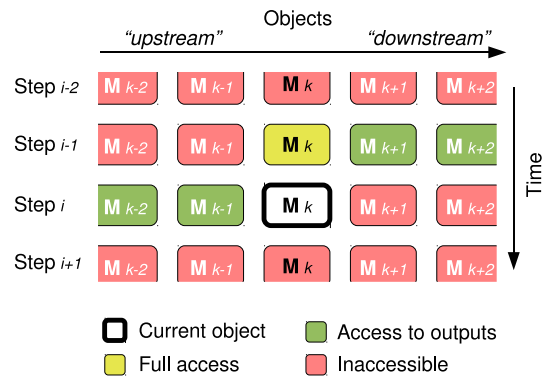 Objects
“upstream” “downstream”
Step i-2 M k-2 M k-1 M k M k+1 M k+2
Step i-1 M k-2 M k-1 M k M k+1 M k+2
Step i M k-2 M k-1 M k M k+1 M k+2
Step i+1 M k-2 M k-1 M k M k+1 M k+2
Time
Current object Access to outputs
Full access Inaccessible